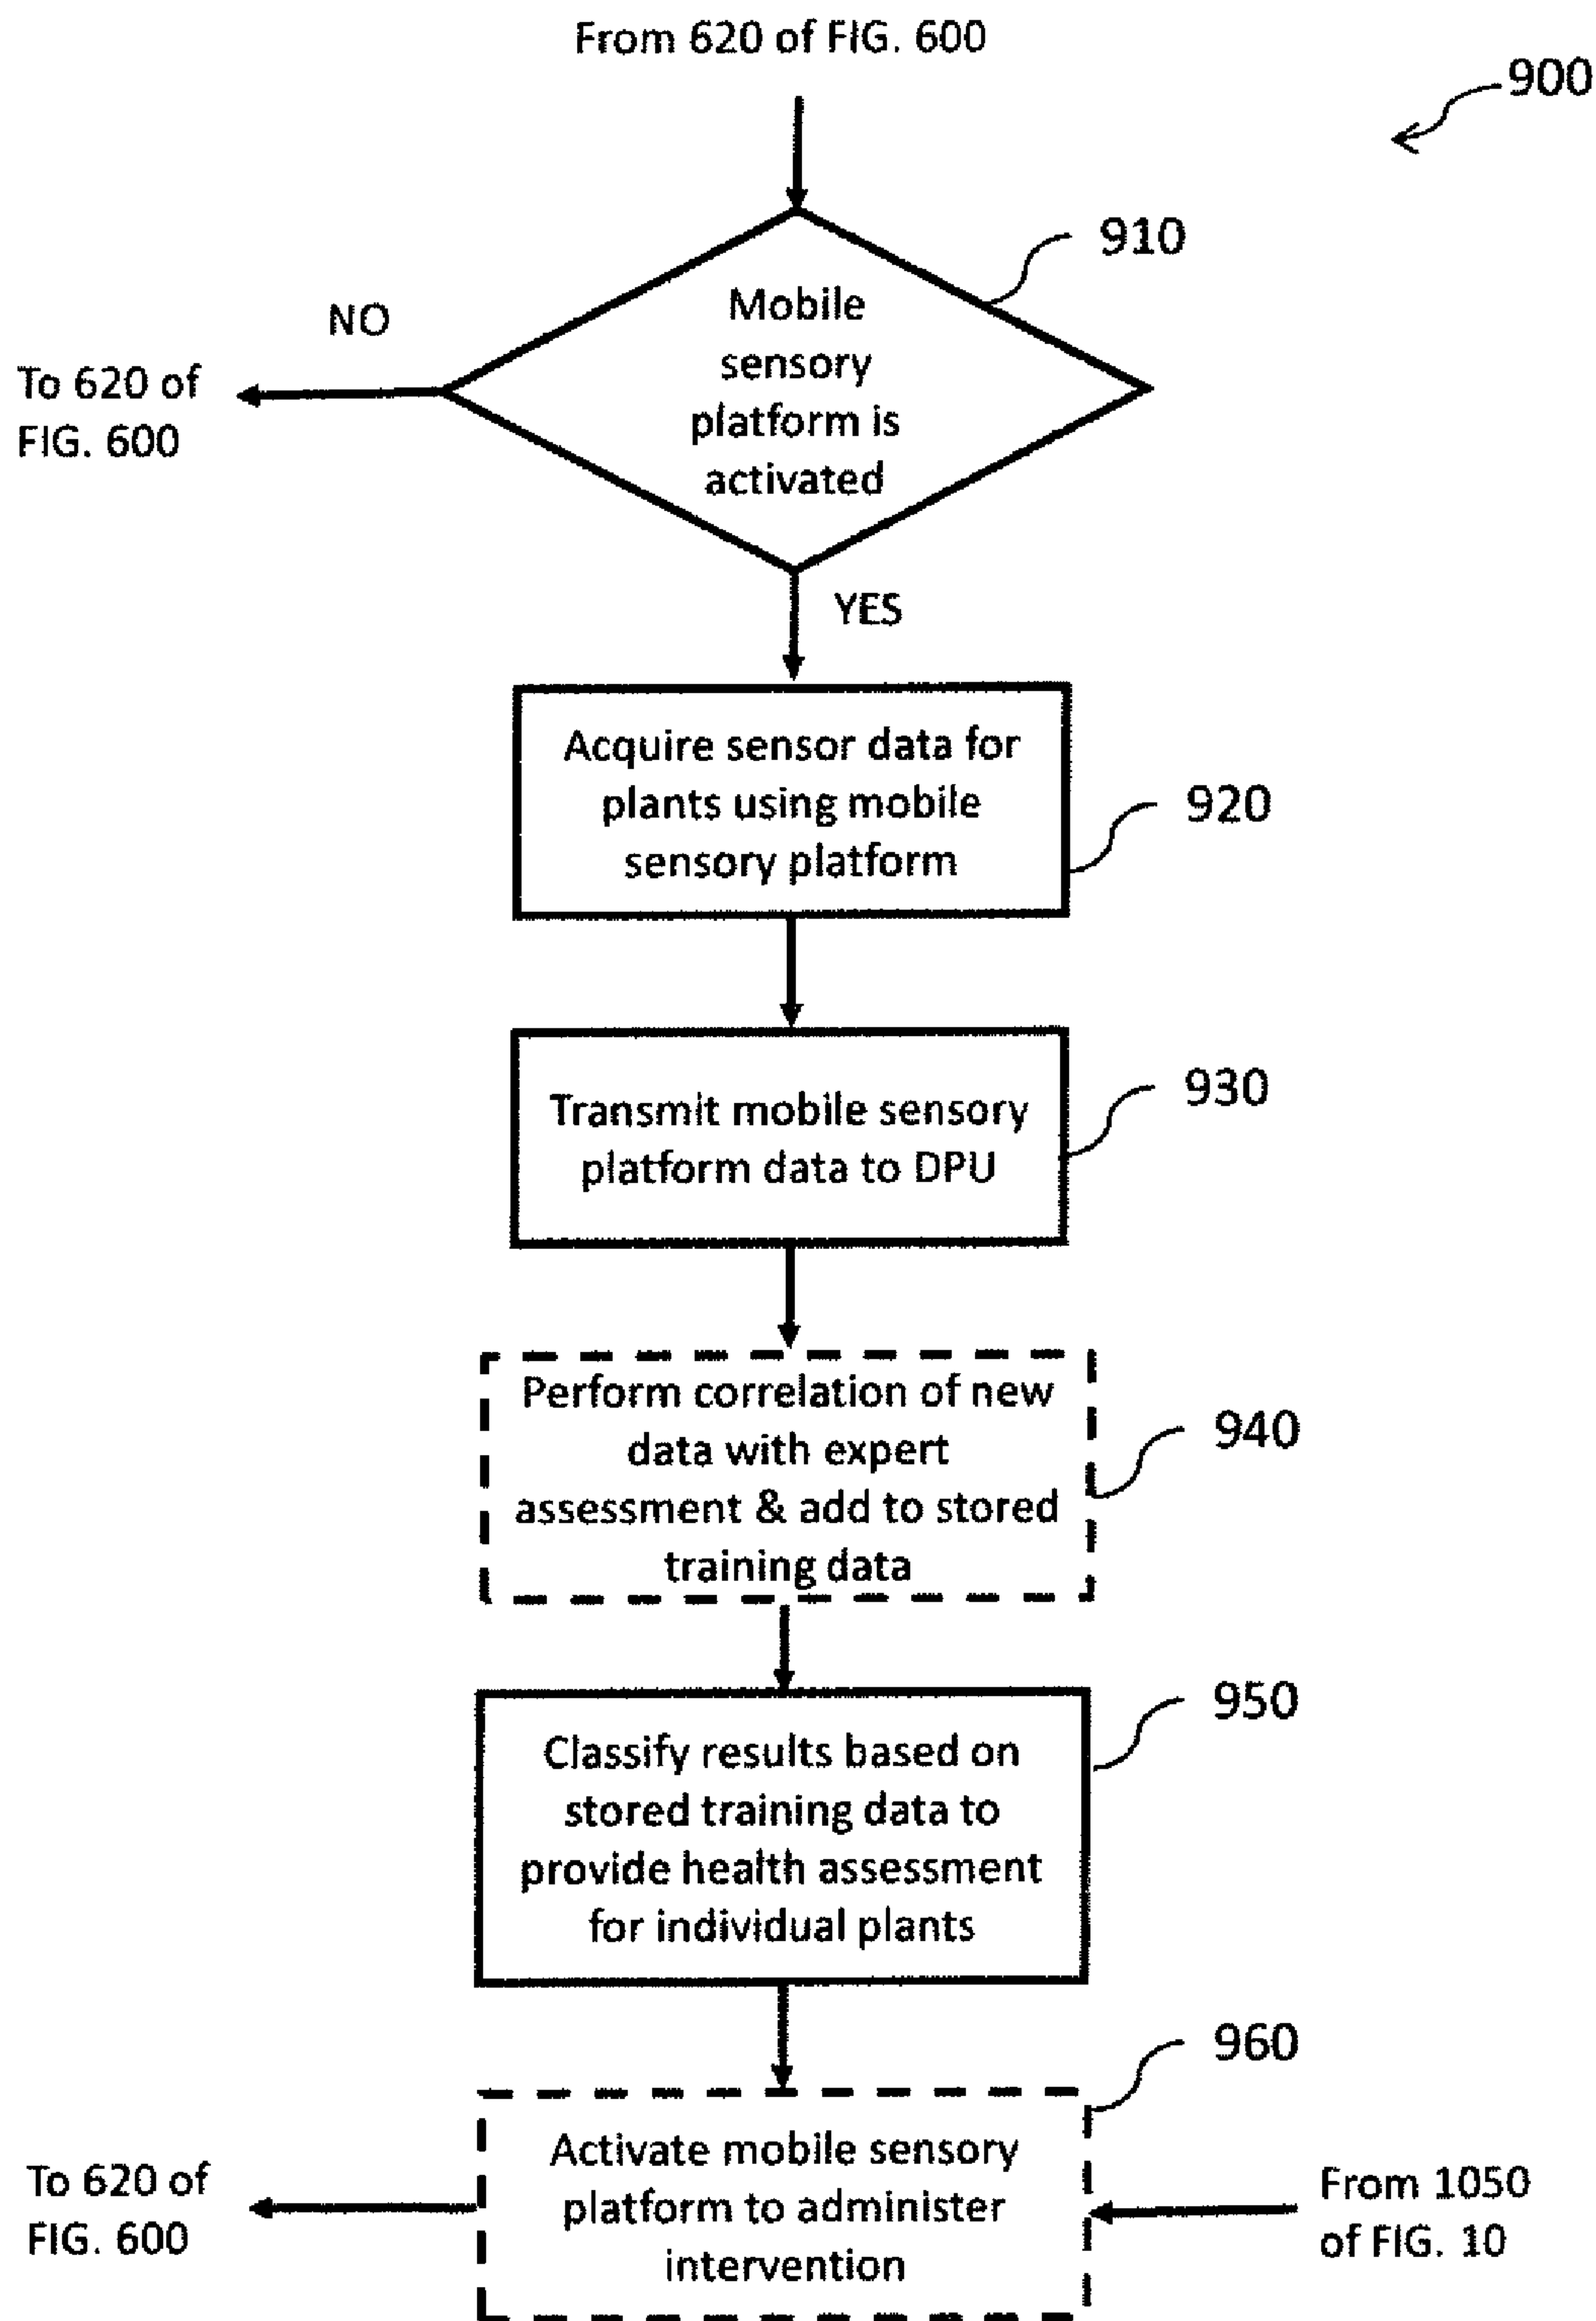 From 620 of FIG. 600
900
910
Mobile
sensory
platform is
activated
NO
To 620 of
FIG. 600
YES
Acquire sensor data for
plants using mobile
sensory platform
920
Transmit mobile sensory
platform data to DPU
930
Perform correlation of new
data with expert
assessment & add to stored
training data
940
Classify results based on
stored training data to
provide health assessment
for individual plants
950
960
Activate mobile sensory
platform to administer
intervention
To 620 of
FIG. 600
From 1050
of FIG. 10